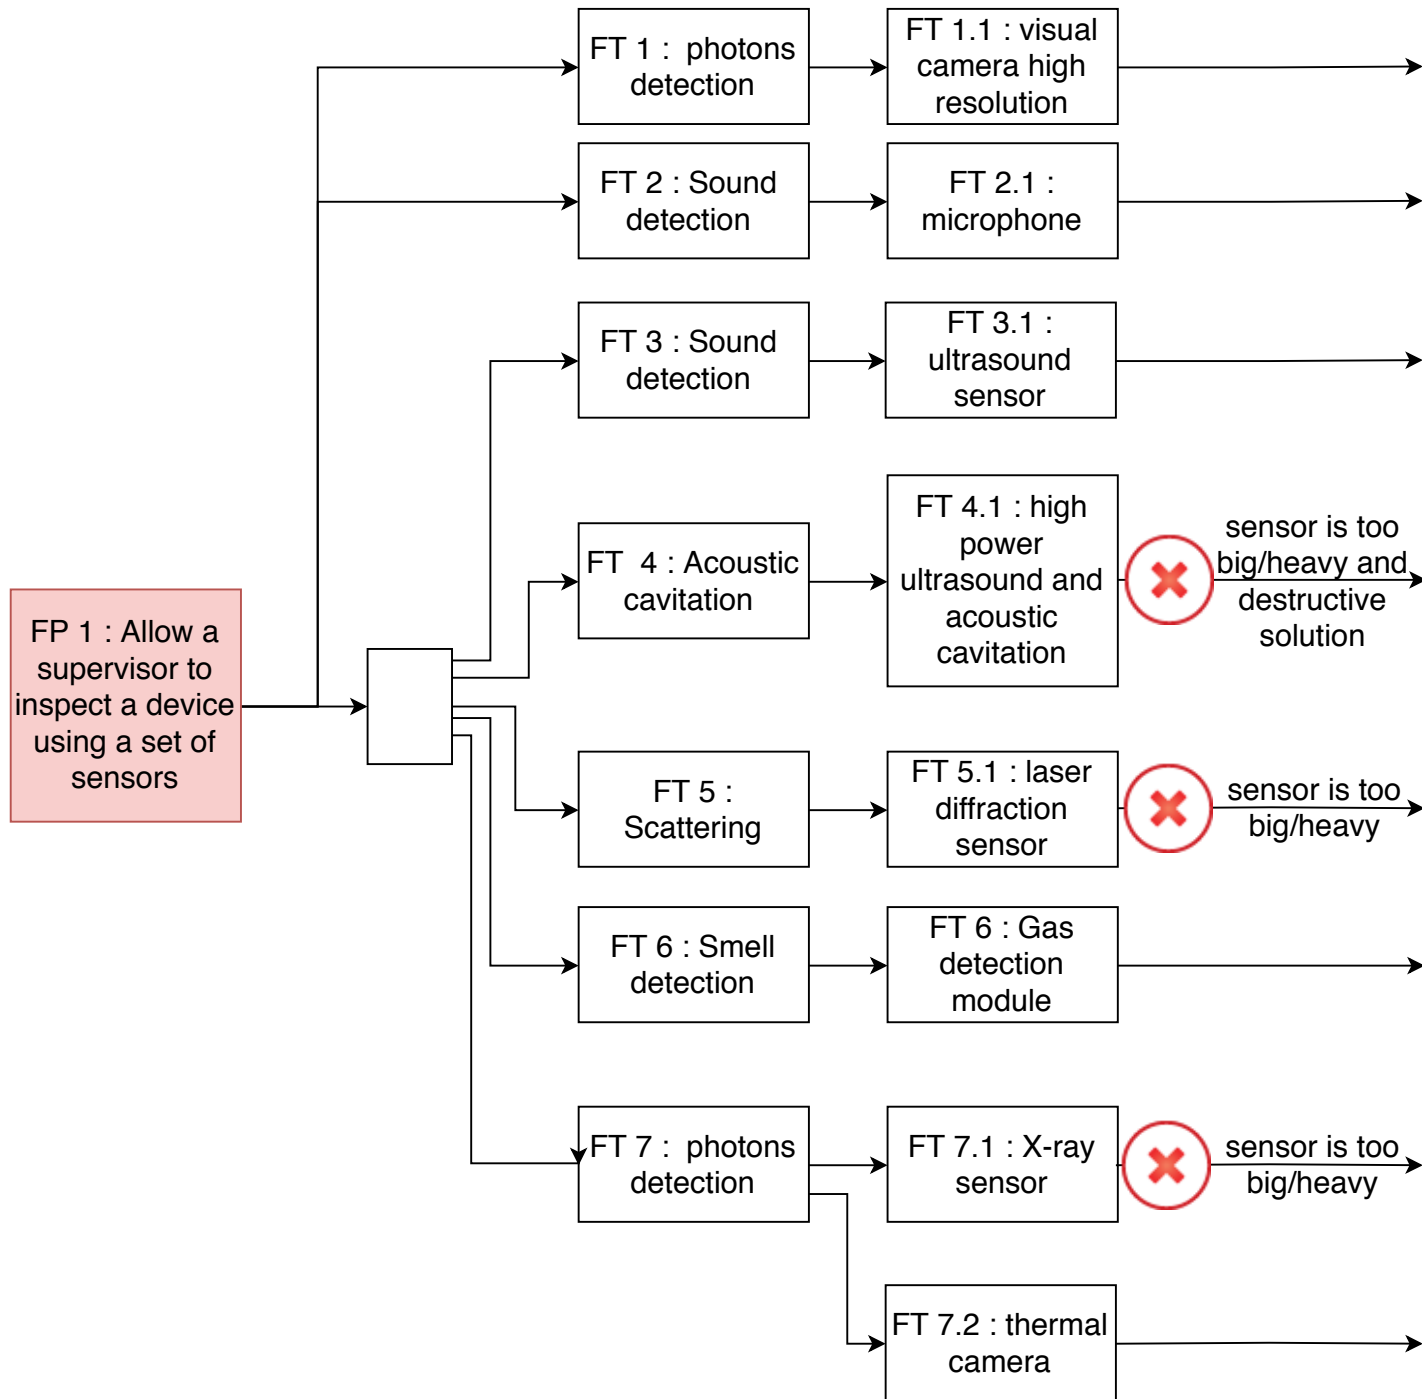 FT 1 :  photons
detection
FT 1.1 : visual
camera high
resolution
FT 2 : Sound
detection
FT 2.1 :
microphone
FT 3 : Sound
detection
FT 3.1 :
ultrasound
sensor
FT  4 : Acoustic
cavitation
FT 4.1 : high
power
ultrasound and
acoustic
cavitation
sensor is too
big/heavy and
destructive
solution
FP 1 : Allow a
supervisor to
inspect a device
using a set of
sensors
FT 5 :
Scattering
FT 5.1 : laser
diffraction
sensor
sensor is too
big/heavy
FT 6 : Smell
detection
FT 6 : Gas
detection
module
FT 7 :  photons
detection
FT 7.1 : X-ray
sensor
sensor is too
big/heavy
FT 7.2 : thermal
camera